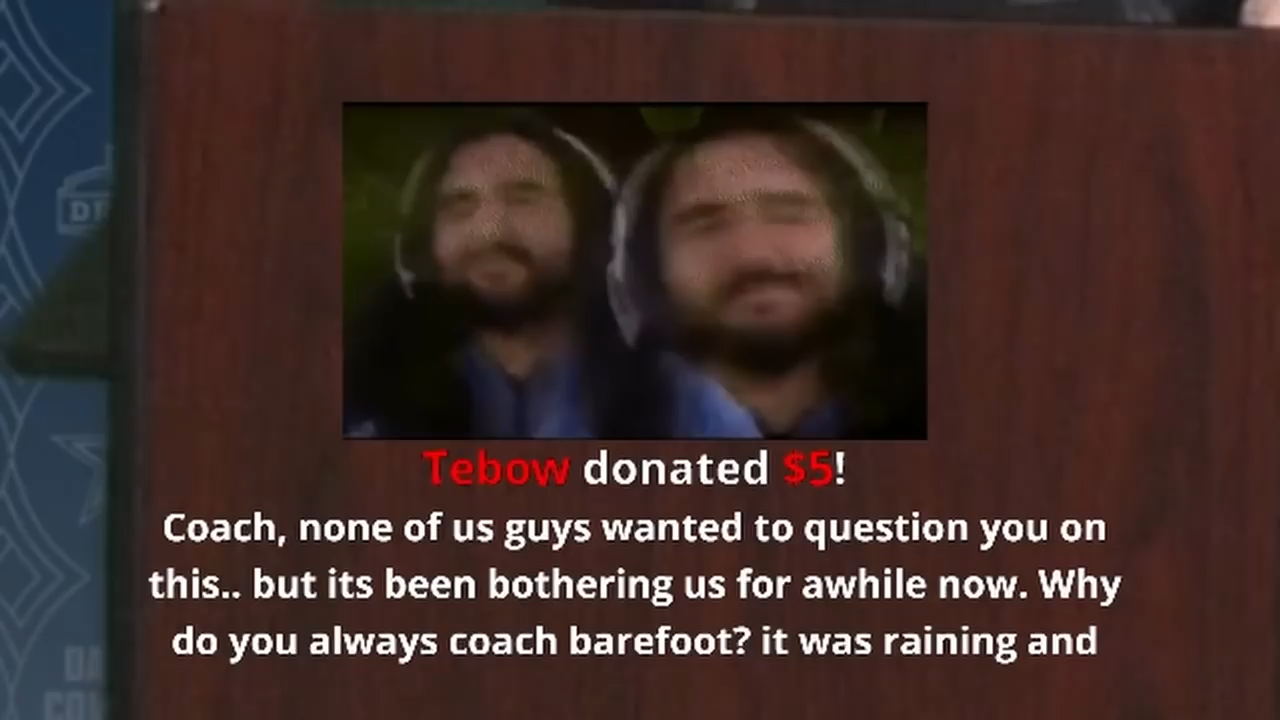 Tebow donated $5!
Coach, none of us guys wanted to question you on
this.. but its been bothering us for awhile now. Why
do you always coach barefoot? it was raining and